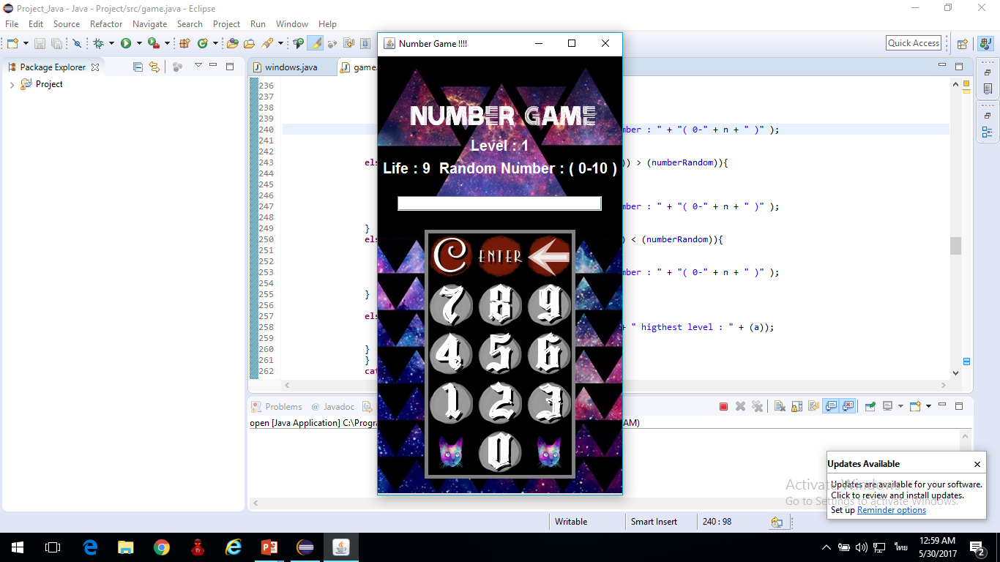 Project_Java - Java - Project/src/game.java - Eclipse
File Edit Source Refactor Navigate Search Project Run Window Help
Quick Access
Package Explorer
Project
windows.java
game.
236
237
238
239
240 mber : " + "( 0-" + n + " )" );
241
242
243 els )) > (numberRandom)){
244
245
246
247 mber : " + "( 0-" + n + " )" );
248
249 }
250 els ) < (numberRandom)){
251
252
253 mber : " + "( 0-" + n + " )" );
254
255 }
256
257 els
258 + " higthest level : " + (a));
259
260 }
261 }
262 cat
Number Game !!!!
NUMBER GAME
Level : 1
Life : 9 Random Number : ( 0-10 )
C ENTER
7 8 9
4 5 6
1 2 3
0
Problems @ Javadoc
open [Java Application] C:\Progra AM)
Updates Available
Updates are available for your software.
Click to review and install updates.
Set up Reminder options
Activate Windows
Go to Settings to activate Windows.
Writable Smart Insert 240 : 98
ไทย
12:59 AM
5/30/2017
2